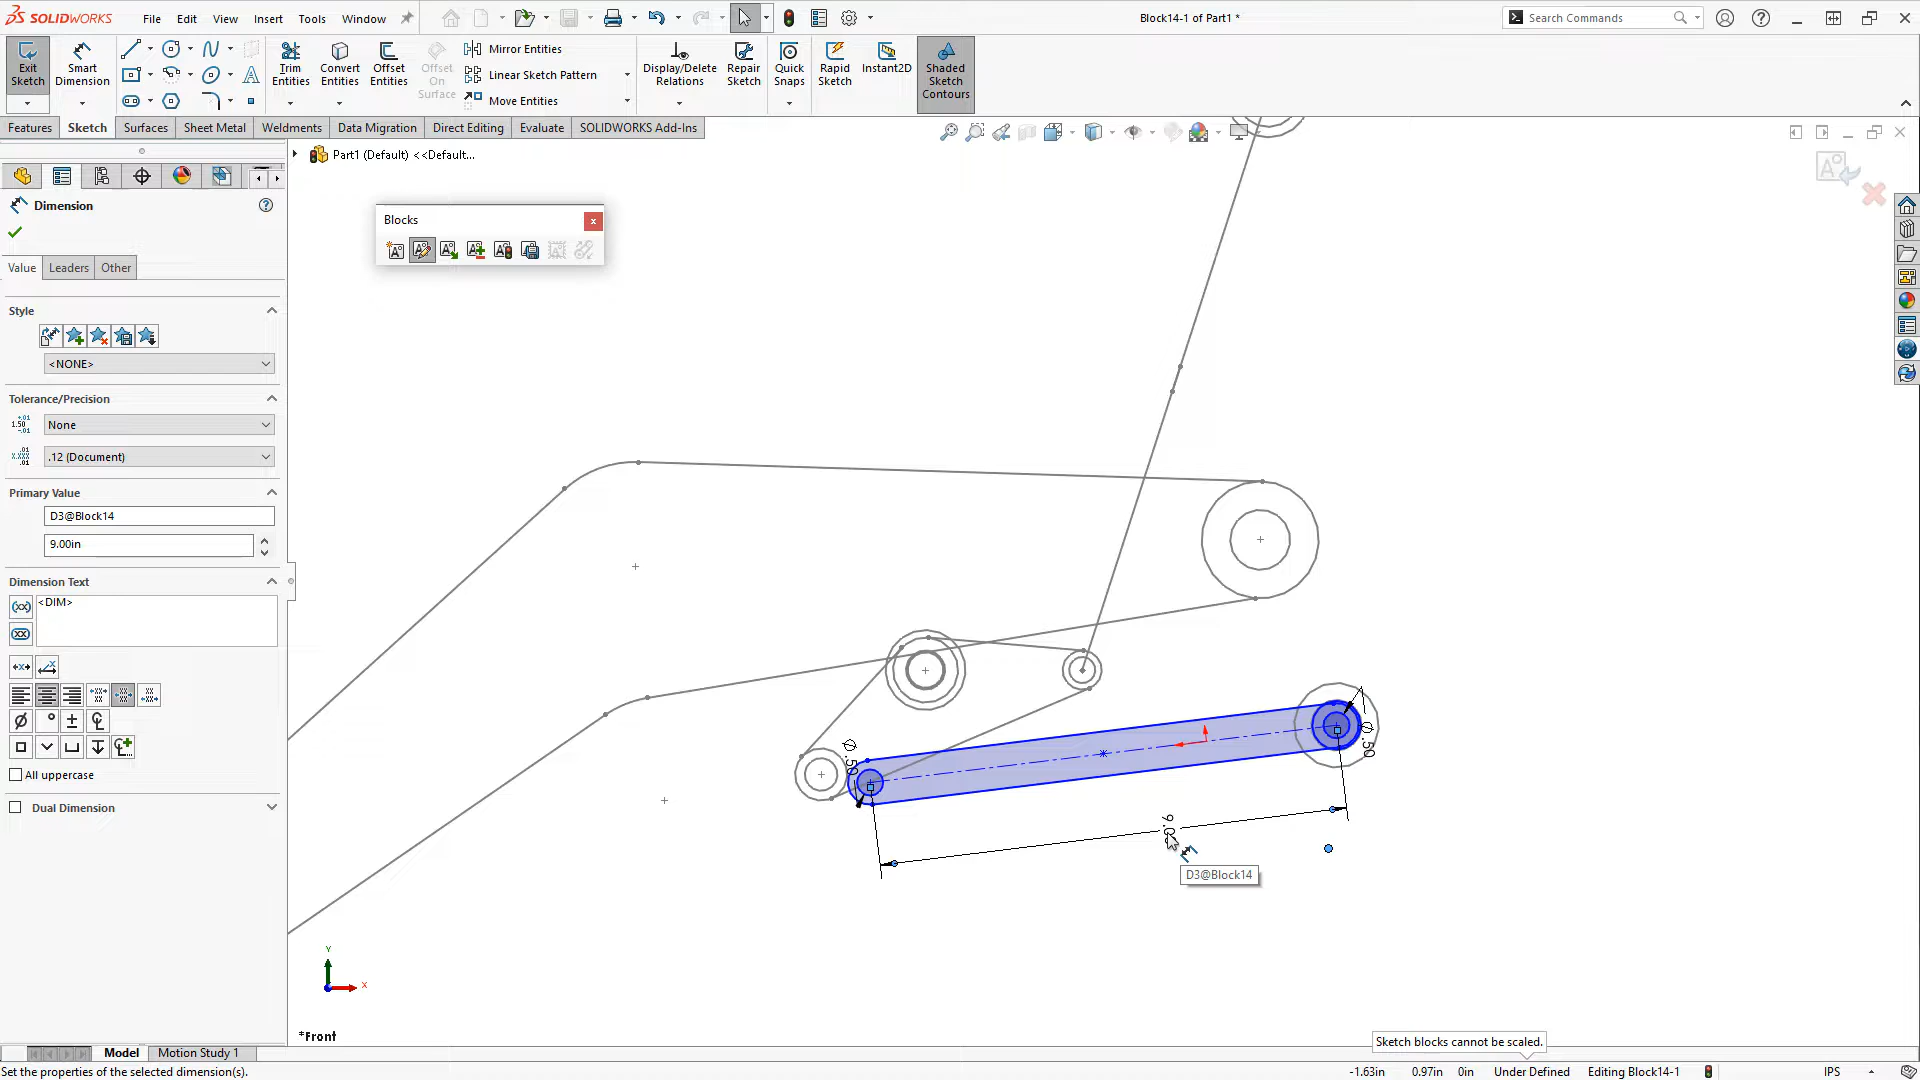 SOLIDWORKS
File
Edit
View
Insert
Tools
Window
Block14-1 of Part1 *
Search Commands
Exit Sketch
Smart Dimension
Trim Entities
Convert Entities
Offset Entities
Offset On Surface
Mirror Entities
Linear Sketch Pattern
Move Entities
Display/Delete Relations
Repair Sketch
Quick Snaps
Rapid Sketch
Instant2D
Shaded Sketch Contours
Features
Sketch
Surfaces
Sheet Metal
Weldments
Data Migration
Direct Editing
Evaluate
SOLIDWORKS Add-Ins
Part1 (Default) <<Default...
Dimension
Blocks
Value
Leaders
Other
Style
<NONE>
Tolerance/Precision
None
.12 (Document)
Primary Value
D3@Block14
9.00in
Dimension Text
<DIM>
All uppercase
Dual Dimension
Ø.50
Ø.50
D3@Block14
Y
X
*Front
Sketch blocks cannot be scaled.
Model
Motion Study 1
Set the properties of the selected dimension(s).
-1.63in
0.97in
0in
Under Defined
Editing Block14-1
IPS